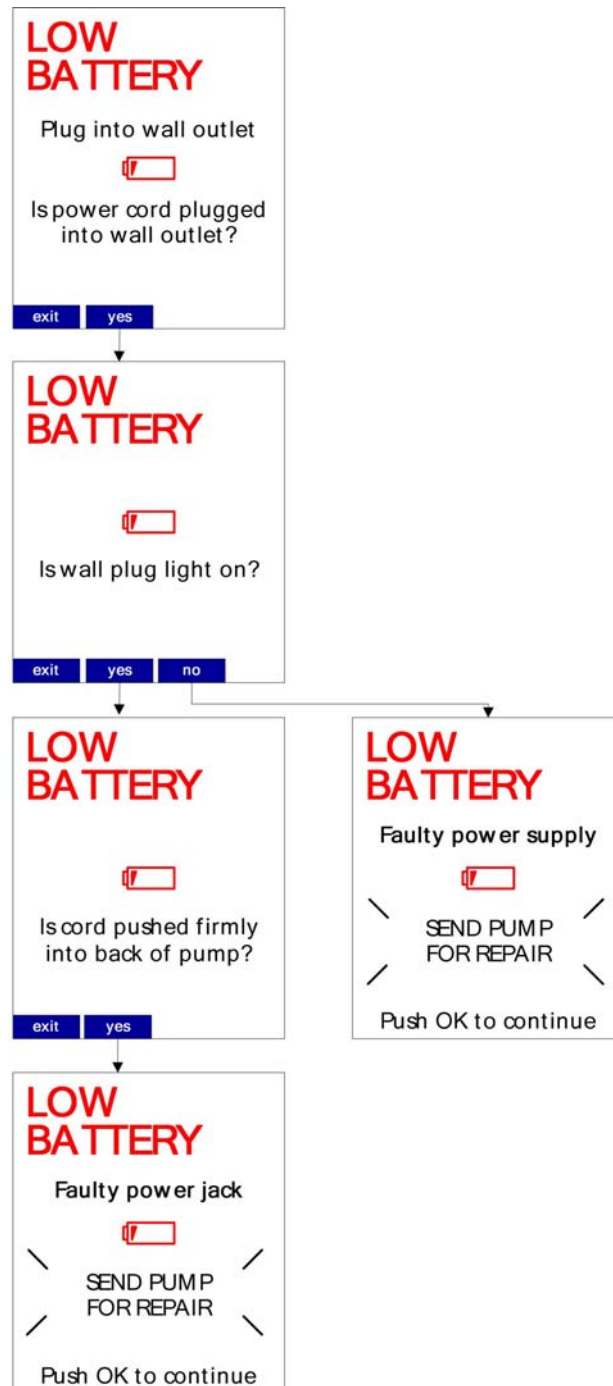 LOW
BATTERY
Plug into wall outlet
Is power cord plugged
into wall outlet?
exit yes
LOW
BATTERY
Is wall plug light on?
exit yes no
LOW
BATTERY
Is cord pushed firmly
into back of pump?
exit yes
LOW
BATTERY
Faulty power supply
SEND PUMP
FOR REPAIR
Push OK to continue
LOW
BATTERY
Faulty power jack
SEND PUMP
FOR REPAIR
Push OK to continue